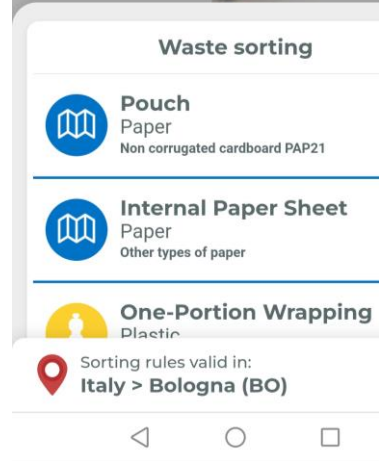 Waste sorting
Pouch
Paper
Non corrugated cardboard PAP21
Internal Paper Sheet
Paper
Other types of paper
One-Portion Wrapping
Plastic
Sorting rules valid in:
Italy > Bologna (BO)